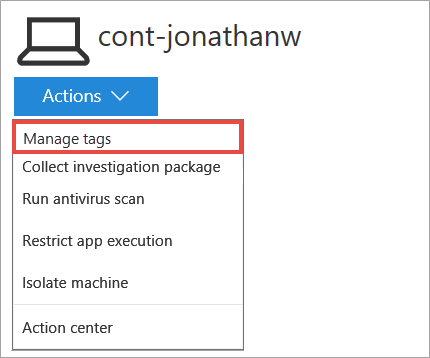 cont-jonathanw
Actions
Manage tags
Collect investigation package
Run antivirus scan
Restrict app execution
Isolate machine
Action center